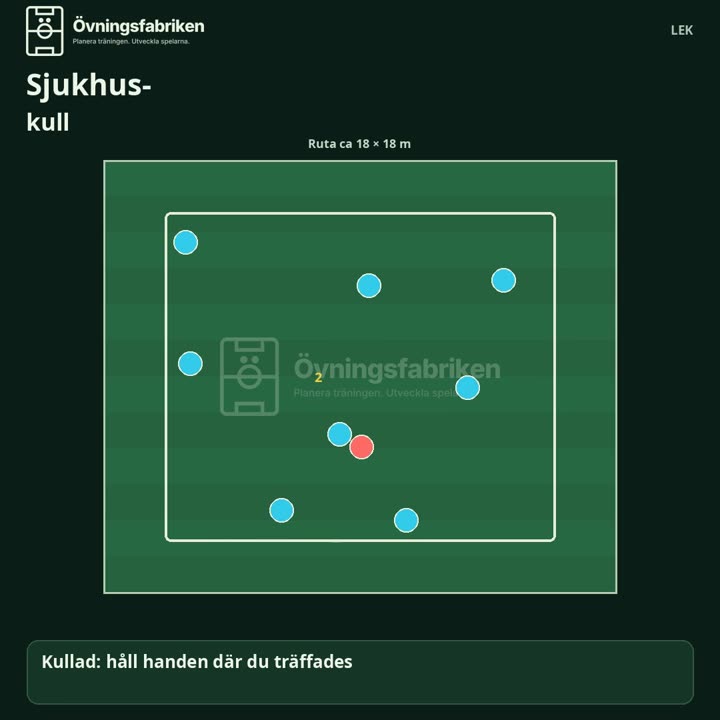 Övningsfabriken
Planera träningen. Utveckla spelarna.
LEK
Sjukhus-
kull
Ruta ca 18 × 18 m
Övningsfabriken
2
Planera träningen. Utveckla spela
Kullad: håll handen där du träffades